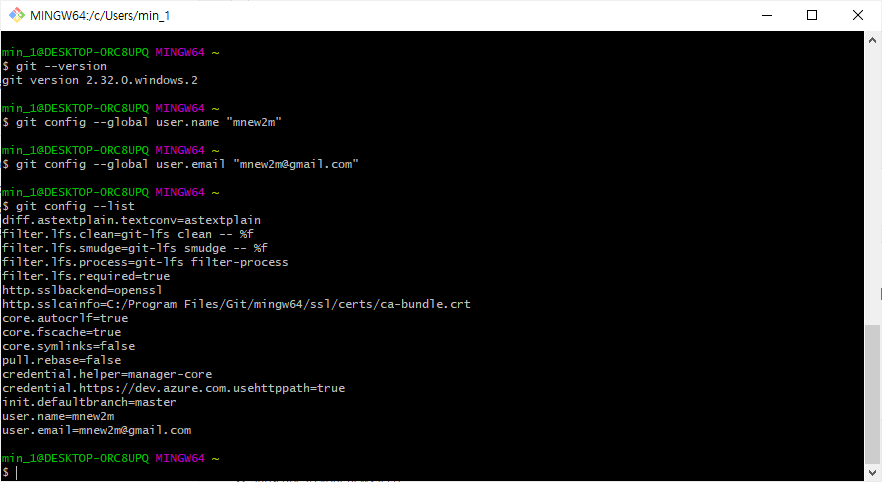 MINGW64:/c/Users/min_1
min_1@DESKTOP-ORC8UPQ MINGW64 ~
$ git --version
git version 2.32.0.windows.2
min_1@DESKTOP-ORC8UPQ MINGW64 ~
$ git config --global user.name "mnew2m"
min_1@DESKTOP-ORC8UPQ MINGW64 ~
$ git config --global user.email "mnew2m@gmail.com"
min_1@DESKTOP-ORC8UPQ MINGW64 ~
$ git config --list
diff.astextplain.textconv=astextplain
filter.lfs.clean=git-lfs clean -- %f
filter.lfs.smudge=git-lfs smudge -- %f
filter.lfs.process=git-lfs filter-process
filter.lfs.required=true
http.sslbackend=openssl
http.sslcainfo=C:/Program Files/Git/mingw64/ssl/certs/ca-bundle.crt
core.autocrlf=true
core.fscache=true
core.symlinks=false
pull.rebase=false
credential.helper=manager-core
credential.https://dev.azure.com.usehttppath=true
init.defaultbranch=master
user.name=mnew2m
user.email=mnew2m@gmail.com
min_1@DESKTOP-ORC8UPQ MINGW64 ~
$